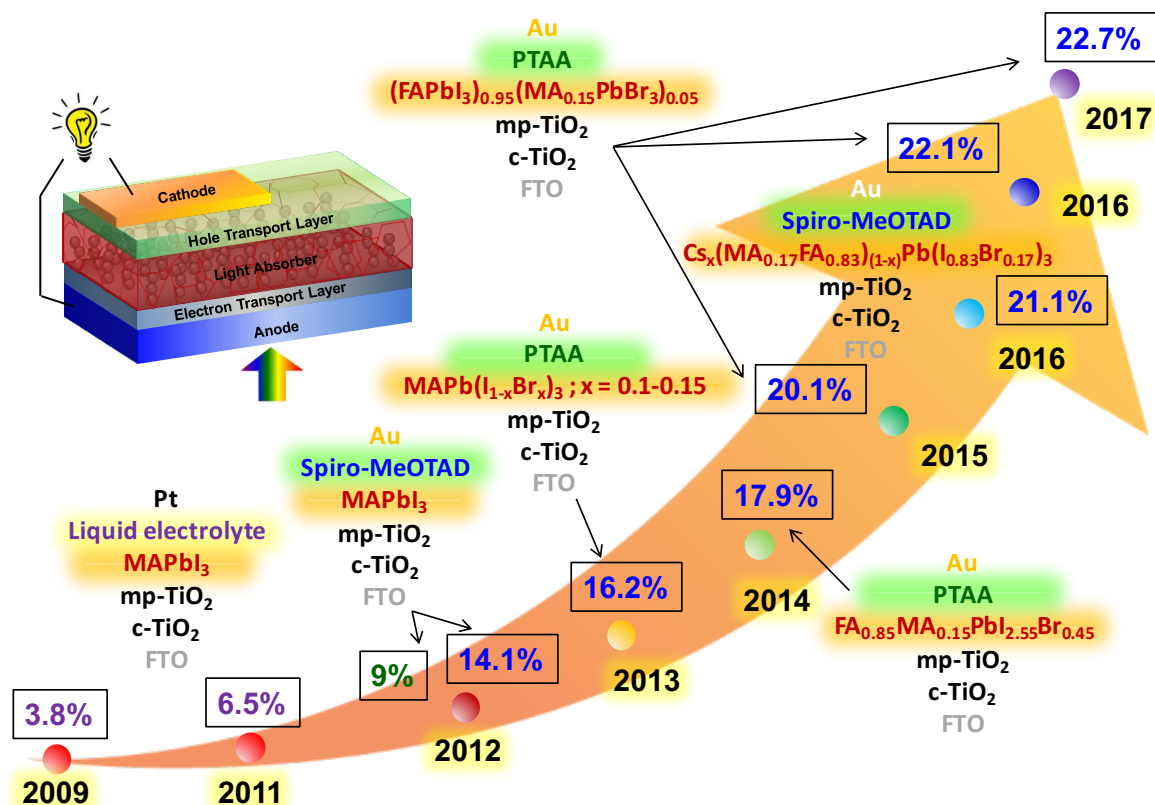 Au
PTAA
(FAPbI₃)₀.₉₅(MA₀.₁₅PbBr₃)₀.₀₅
mp-TiO₂
c-TiO₂
FTO
22.7%
2017
22.1%
2016
Cathode
Hole Transport Layer
Light Absorber
Electron Transport Layer
Anode
Au
Spiro-MeOTAD
Csₓ(MA₀.₁₇FA₀.₈₃)₍₁₋ₓ₎Pb(I₀.₈₃Br₀.₁₇)₃
mp-TiO₂
c-TiO₂
FTO
21.1%
2016
Au
PTAA
MAPb(I₁₋ₓBrₓ)₃ ; x = 0.1-0.15
mp-TiO₂
c-TiO₂
FTO
20.1%
2015
Au
Spiro-MeOTAD
MAPbI₃
mp-TiO₂
c-TiO₂
FTO
17.9%
2014
Pt
Liquid electrolyte
MAPbI₃
mp-TiO₂
c-TiO₂
FTO
16.2%
2013
Au
PTAA
FA₀.₈₅MA₀.₁₅PbI₂.₅₅Br₀.₄₅
mp-TiO₂
c-TiO₂
FTO
9%
14.1%
2012
3.8%
2009
6.5%
2011